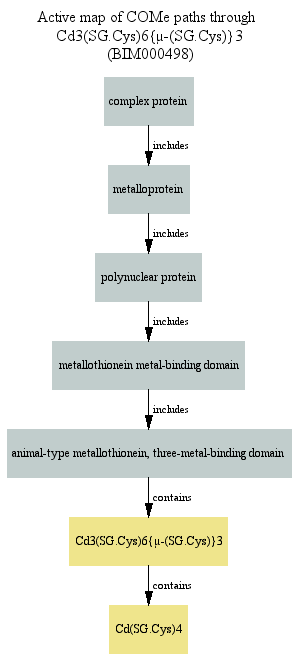 Active map of COMe paths through
Cd3(SG.Cys)6{μ-(SG.Cys)}3
(BIM000498)
complex protein
includes
metalloprotein
includes
polynuclear protein
includes
metallothionein metal-binding domain
includes
animal-type metallothionein, three-metal-binding domain
contains
Cd3(SG.Cys)6{μ-(SG.Cys)}3
contains
Cd(SG.Cys)4